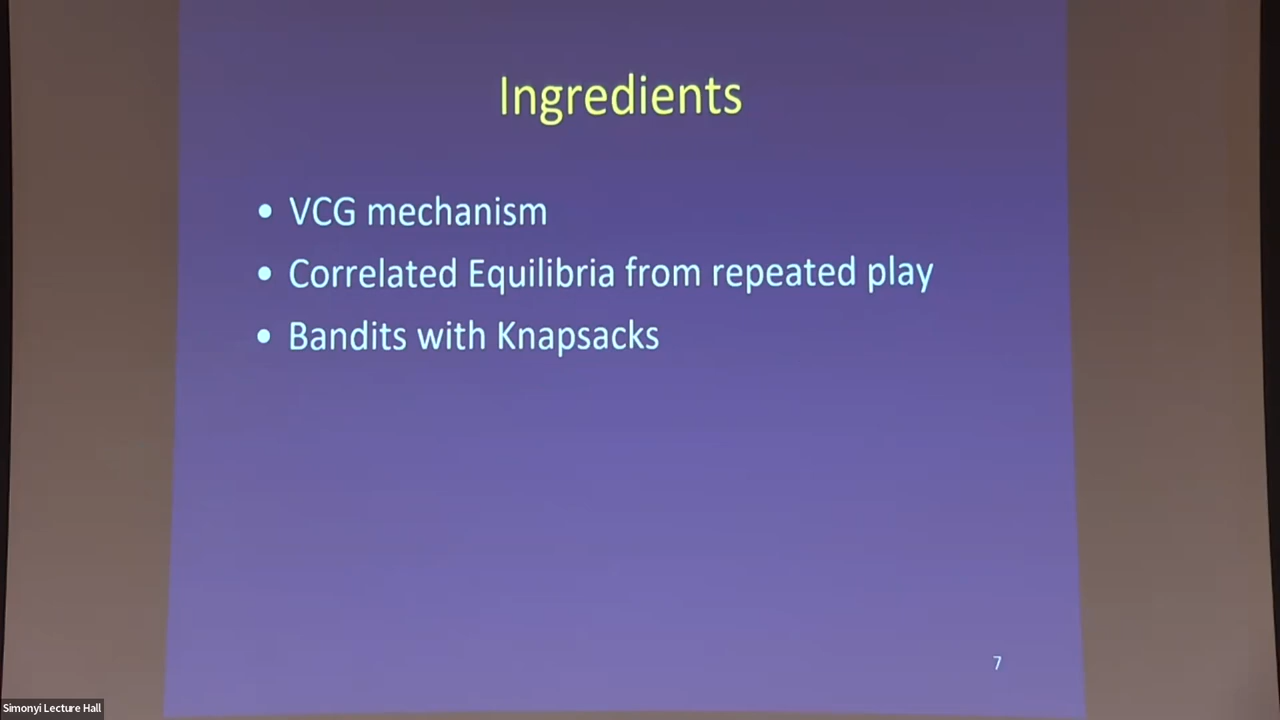 Ingredients
• VCG mechanism
• Correlated Equilibria from repeated play
• Bandits with Knapsacks
7
Simonyi Lecture Hall